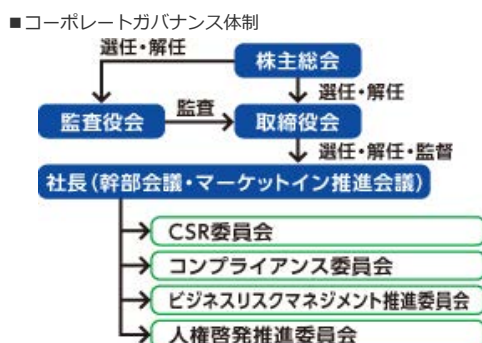 ■コーポレートガバナンス体制
選任・解任
株主総会
選任・解任
監査役会
監査
取締役会
選任・解任・監督
社長(幹部会議・マーケットイン推進会議)
CSR委員会
コンプライアンス委員会
ビジネスリスクマネジメント推進委員会
人権啓発推進委員会